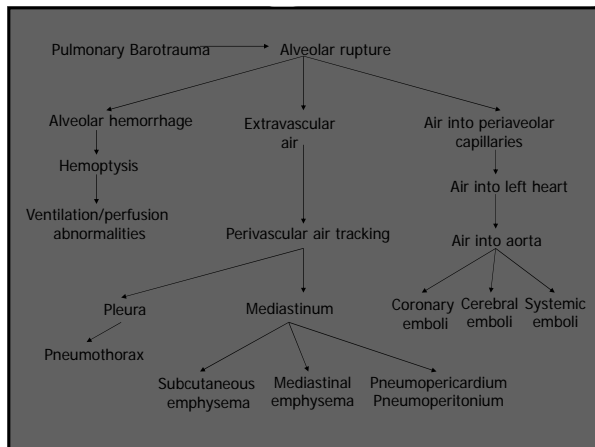 Pulmonary Barotrauma
Alveolar rupture
Alveolar hemorrhage
Extravascular
air
Air into periaveolar
capillaries
Hemoptysis
Air into left heart
Ventilation/perfusion
abnormalities
Perivascular air tracking
Air into aorta
Pleura
Mediastinum
Coronary
emboli
Cerebral
emboli
Systemic
emboli
Pneumothorax
Subcutaneous
emphysema
Mediastinal
emphysema
Pneumopericardium
Pneumoperitonium